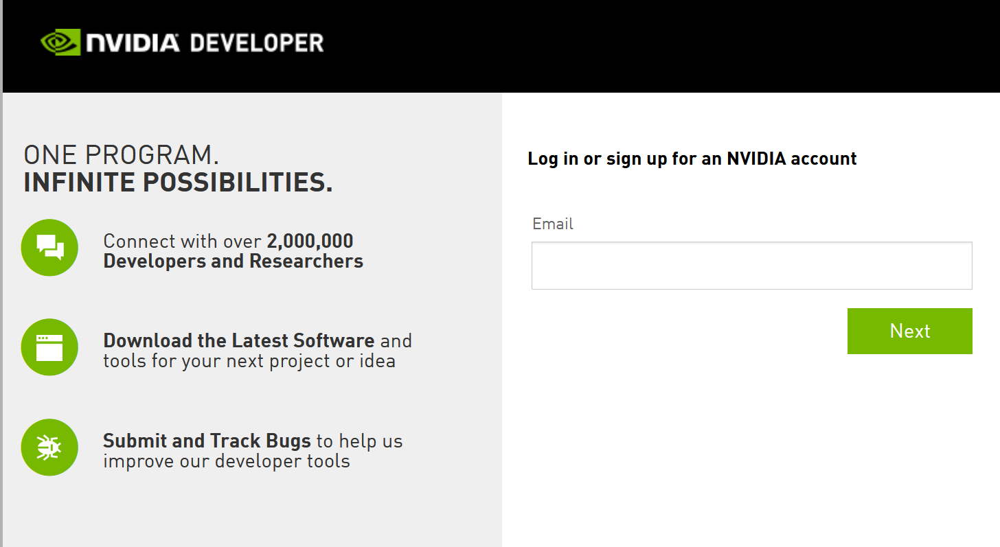 NVIDIA DEVELOPER
ONE PROGRAM.
INFINITE POSSIBILITIES.
Connect with over 2,000,000
Developers and Researchers
Download the Latest Software and
tools for your next project or idea
Submit and Track Bugs to help us
improve our developer tools
Log in or sign up for an NVIDIA account
Email
Next